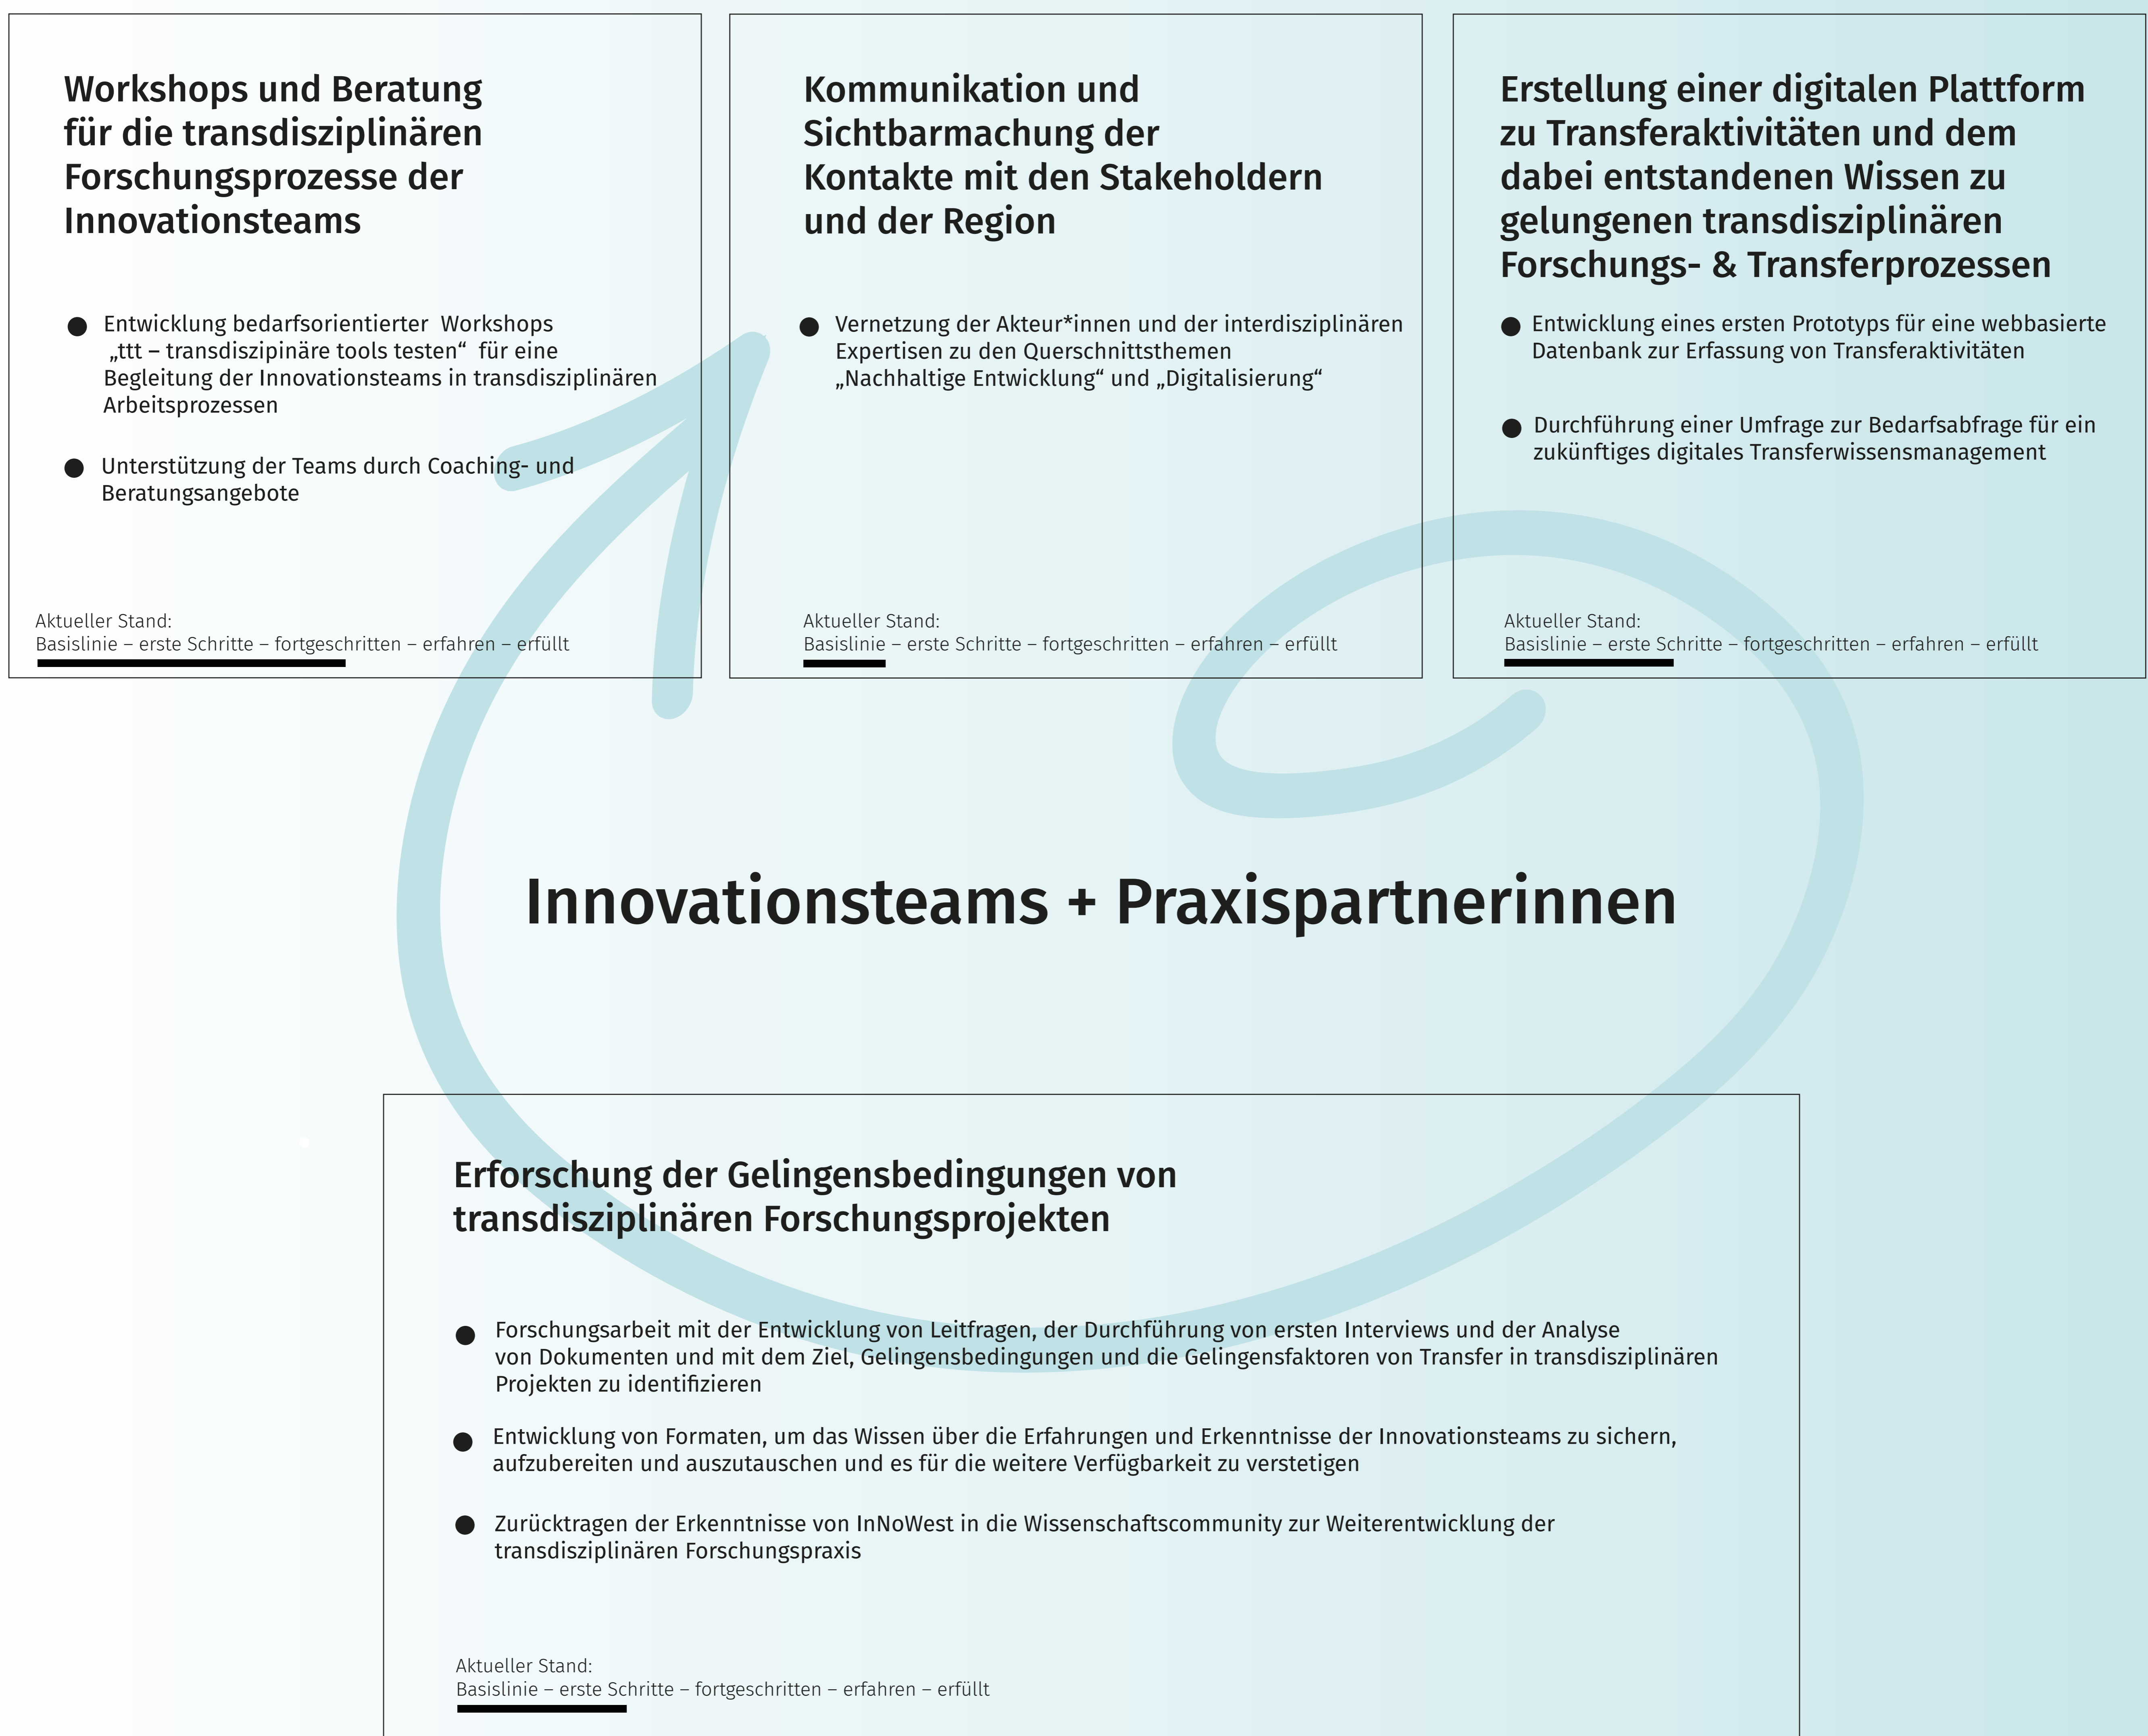 Workshops und Beratung
für die transdisziplinären
Forschungsprozesse der
Innovationsteams
Entwicklung bedarfsorientierter  Workshops
„ttt – transdiszipinäre tools testen“  für eine
Begleitung der Innovationsteams in transdisziplinären
Arbeitsprozessen
Unterstützung der Teams durch Coaching- und
Beratungsangebote
Aktueller Stand:
Basislinie – erste Schritte – fortgeschritten – erfahren – erfüllt
Kommunikation und
Sichtbarmachung der
Kontakte mit den Stakeholdern
und der Region
Vernetzung der Akteur*innen und der interdisziplinären
Expertisen zu den Querschnittsthemen
„Nachhaltige Entwicklung“ und „Digitalisierung“
Aktueller Stand:
Basislinie – erste Schritte – fortgeschritten – erfahren – erfüllt
Erstellung einer digitalen Plattform
zu Transferaktivitäten und dem
dabei entstandenen Wissen zu
gelungenen transdisziplinären
Forschungs- & Transferprozessen
Entwicklung eines ersten Prototyps für eine webbasierte
Datenbank zur Erfassung von Transferaktivitäten
Durchführung einer Umfrage zur Bedarfsabfrage für ein
zukünftiges digitales Transferwissensmanagement
Aktueller Stand:
Basislinie – erste Schritte – fortgeschritten – erfahren – erfüllt
Innovationsteams + Praxispartnerinnen
Erforschung der Gelingensbedingungen von
transdisziplinären Forschungsprojekten
Forschungsarbeit mit der Entwicklung von Leitfragen, der Durchführung von ersten Interviews und der Analyse
von Dokumenten und mit dem Ziel, Gelingensbedingungen und die Gelingensfaktoren von Transfer in transdisziplinären
Projekten zu identifizieren
Entwicklung von Formaten, um das Wissen über die Erfahrungen und Erkenntnisse der Innovationsteams zu sichern,
aufzubereiten und auszutauschen und es für die weitere Verfügbarkeit zu verstetigen
Zurücktragen der Erkenntnisse von InNoWest in die Wissenschaftscommunity zur Weiterentwicklung der
transdisziplinären Forschungspraxis
Aktueller Stand:
Basislinie – erste Schritte – fortgeschritten – erfahren – erfüllt